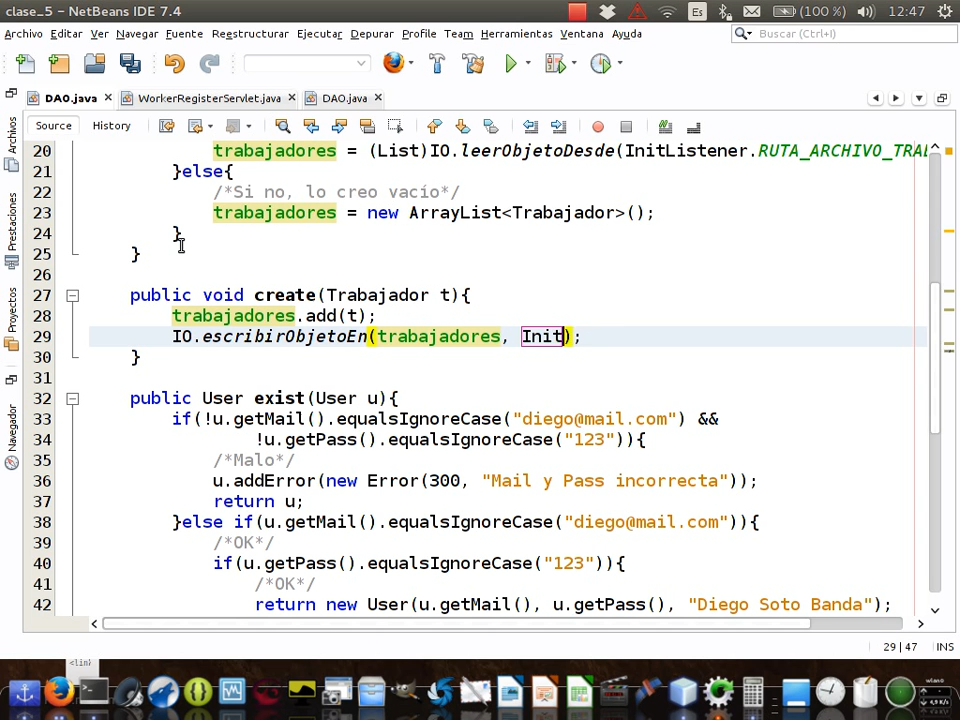 clase_5 - NetBeans IDE 7.4
Es
(100 %)
12:47
Archivo Editar Ver Navegar Fuente Reestructurar Ejecutar Depurar Profile Team Herramientas Ventana Ayuda
Buscar (Ctrl+I)
DAO.java
WorkerRegisterServlet.java
DAO.java
Source History
Archivos
Prestaciones
Proyectos
Navegador
20 trabajadores = (List)IO.leerObjetoDesde(InitListener.RUTA_ARCHIVO_TRA
21 }else{
22 /*Si no, lo creo vacío*/
23 trabajadores = new ArrayList<Trabajador>();
24 }
25 }
26
27 public void create(Trabajador t){
28 trabajadores.add(t);
29 IO.escribirObjetoEn(trabajadores, Init);
30 }
31
32 public User exist(User u){
33 if(!u.getMail().equalsIgnoreCase("diego@mail.com") &&
34 !u.getPass().equalsIgnoreCase("123")){
35 /*Malo*/
36 u.addError(new Error(300, "Mail y Pass incorrecta"));
37 return u;
38 }else if(u.getMail().equalsIgnoreCase("diego@mail.com")){
39 /*OK*/
40 if(u.getPass().equalsIgnoreCase("123")){
41 /*OK*/
42 return new User(u.getMail(), u.getPass(), "Diego Soto Banda");
29 | 47 INS